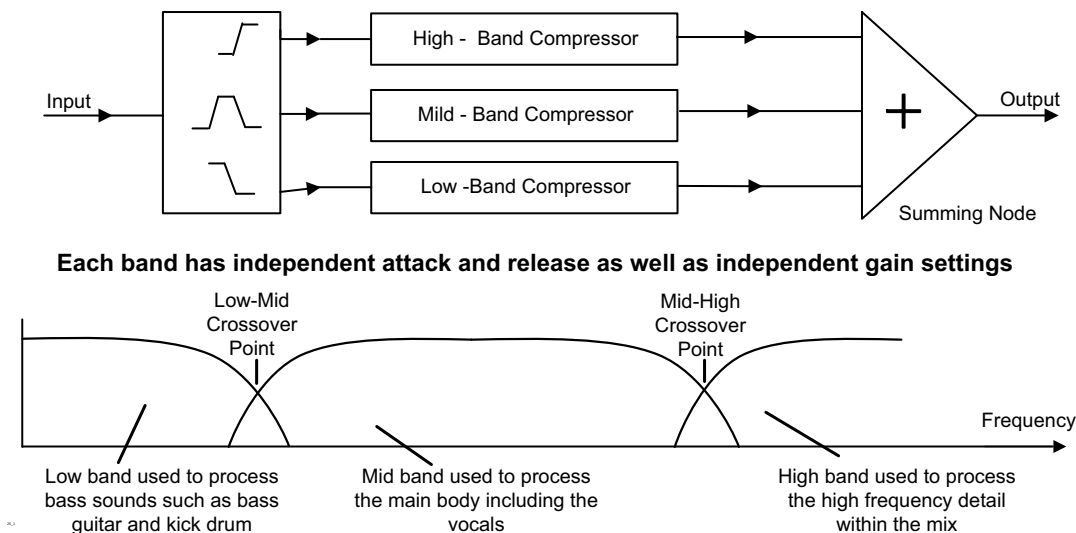 High - Band Compressor
Input
Mild - Band Compressor
Output
Low -Band Compressor
Summing Node
Each band has independent attack and release as well as independent gain settings
Low-Mid
Crossover
Point
Mid-High
Crossover
Point
Frequency
Low band used to process
bass sounds such as bass
guitar and kick drum
Mid band used to process
the main body including the
vocals
High band used to process
the high frequency detail
within the mix